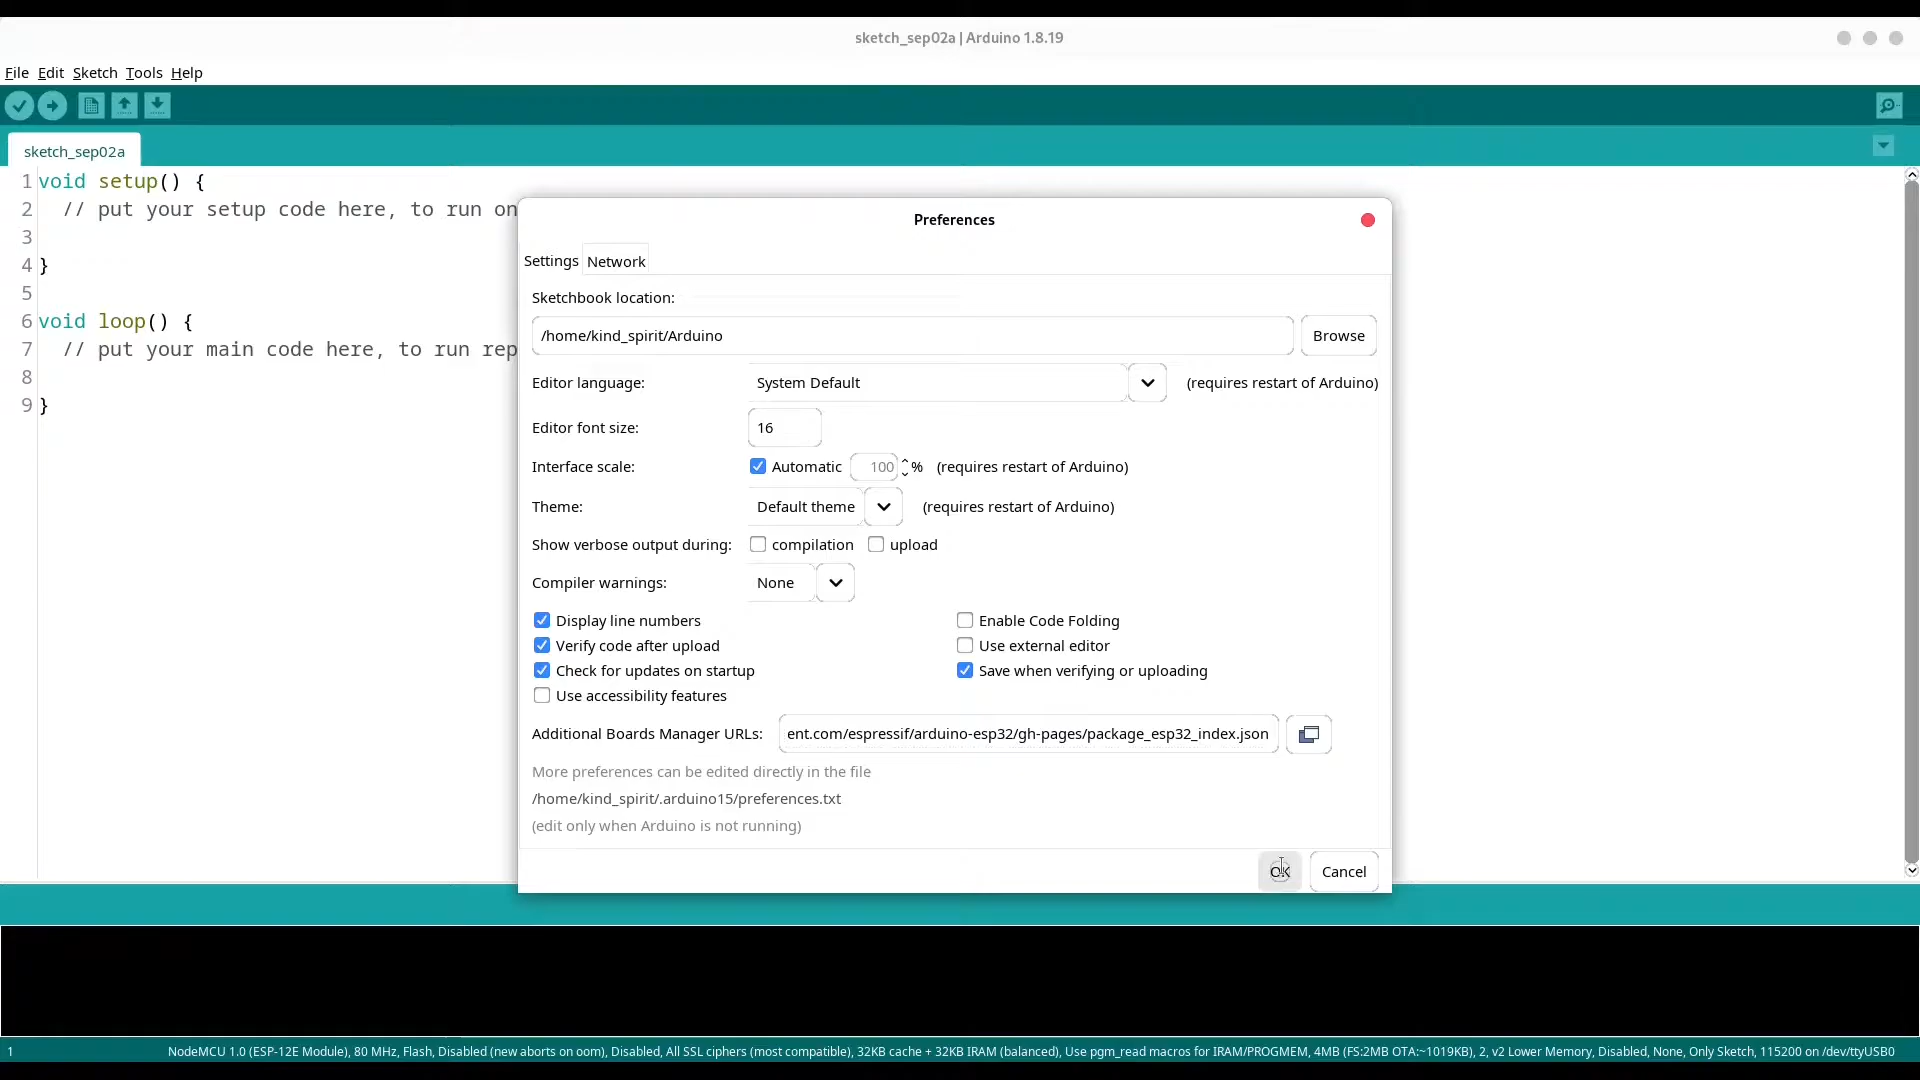 sketch_sep02a | Arduino 1.8.19
File Edit Sketch Tools Help
sketch_sep02a
1 void setup() {
2 // put your setup code here, to run on
3
4 }
5
6 void loop() {
7 // put your main code here, to run rep
8
9 }
Preferences
Settings Network
Sketchbook location:
/home/kind_spirit/Arduino Browse
Editor language: System Default (requires restart of Arduino)
Editor font size: 16
Interface scale: Automatic 100 % (requires restart of Arduino)
Theme: Default theme (requires restart of Arduino)
Show verbose output during: compilation upload
Compiler warnings: None
Display line numbers Enable Code Folding
Verify code after upload Use external editor
Check for updates on startup Save when verifying or uploading
Use accessibility features
Additional Boards Manager URLs: ent.com/espressif/arduino-esp32/gh-pages/package_esp32_index.json
More preferences can be edited directly in the file
/home/kind_spirit/.arduino15/preferences.txt
(edit only when Arduino is not running)
OK Cancel
1 NodeMCU 1.0 (ESP-12E Module), 80 MHz, Flash, Disabled (new aborts on oom), Disabled, All SSL ciphers (most compatible), 32KB cache + 32KB IRAM (balanced), Use pgm_read macros for IRAM/PROGMEM, 4MB (FS:2MB OTA:~1019KB), 2, v2 Lower Memory, Disabled, None, Only Sketch, 115200 on /dev/ttyUSB0